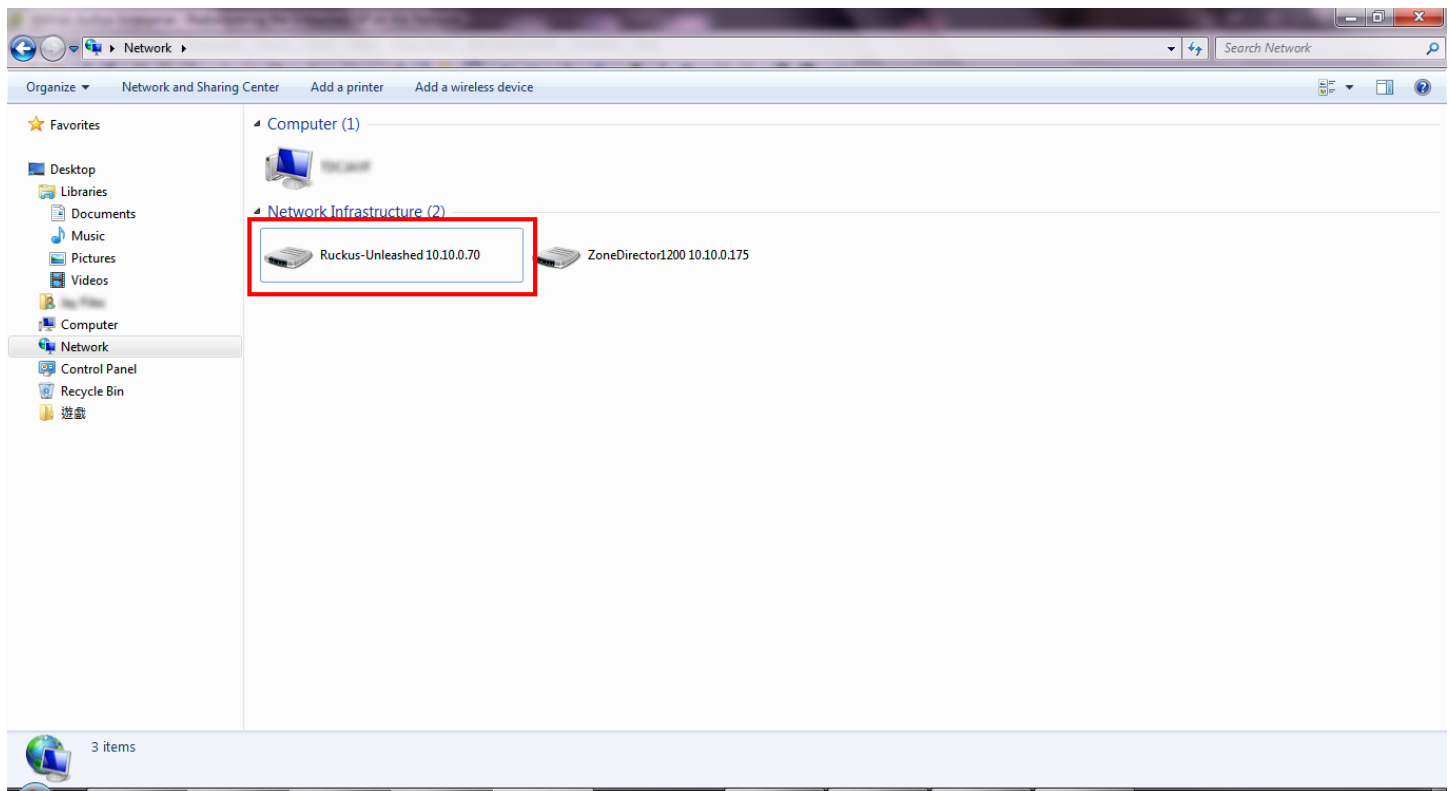 Network
Search Network
Organize Network and Sharing Center Add a printer Add a wireless device
Favorites
Desktop
Libraries
Documents
Music
Pictures
Videos
Computer
Network
Control Panel
Recycle Bin
遊戲
Computer (1)
Network Infrastructure (2)
Ruckus-Unleashed 10.10.0.70 ZoneDirector1200 10.10.0.175
3 items